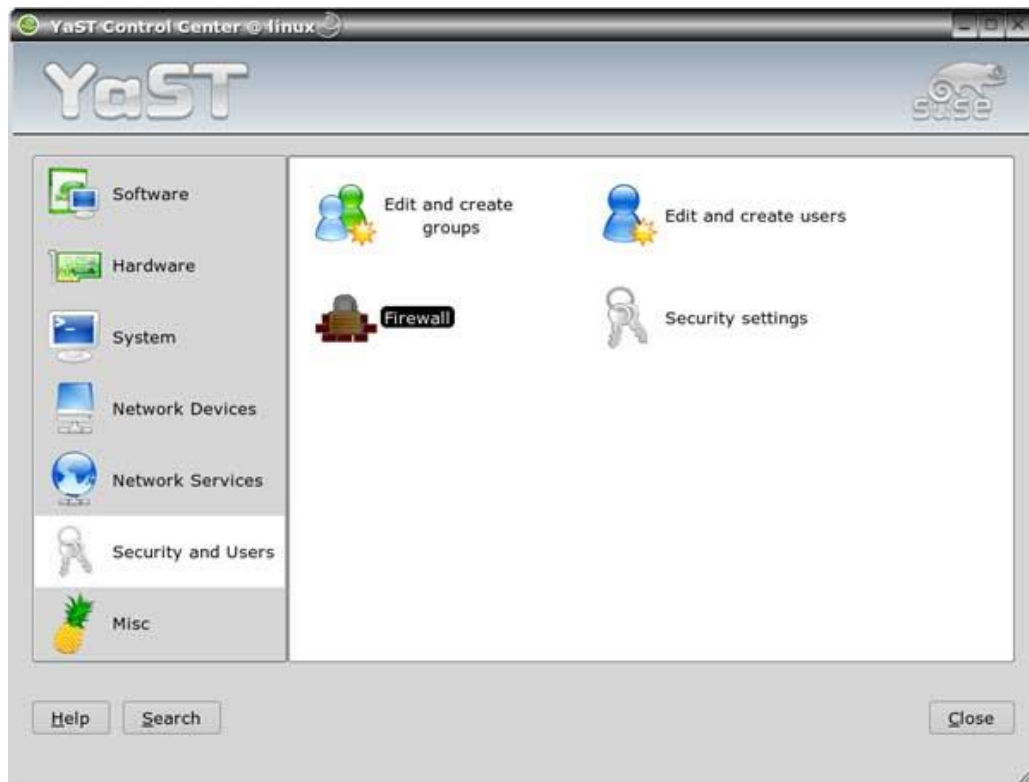 YaST Control Center @ linux
YaST
suse
Software
Hardware
System
Network Devices
Network Services
Security and Users
Misc
Edit and create
groups
Edit and create users
Firewall
Security settings
Help
Search
Close